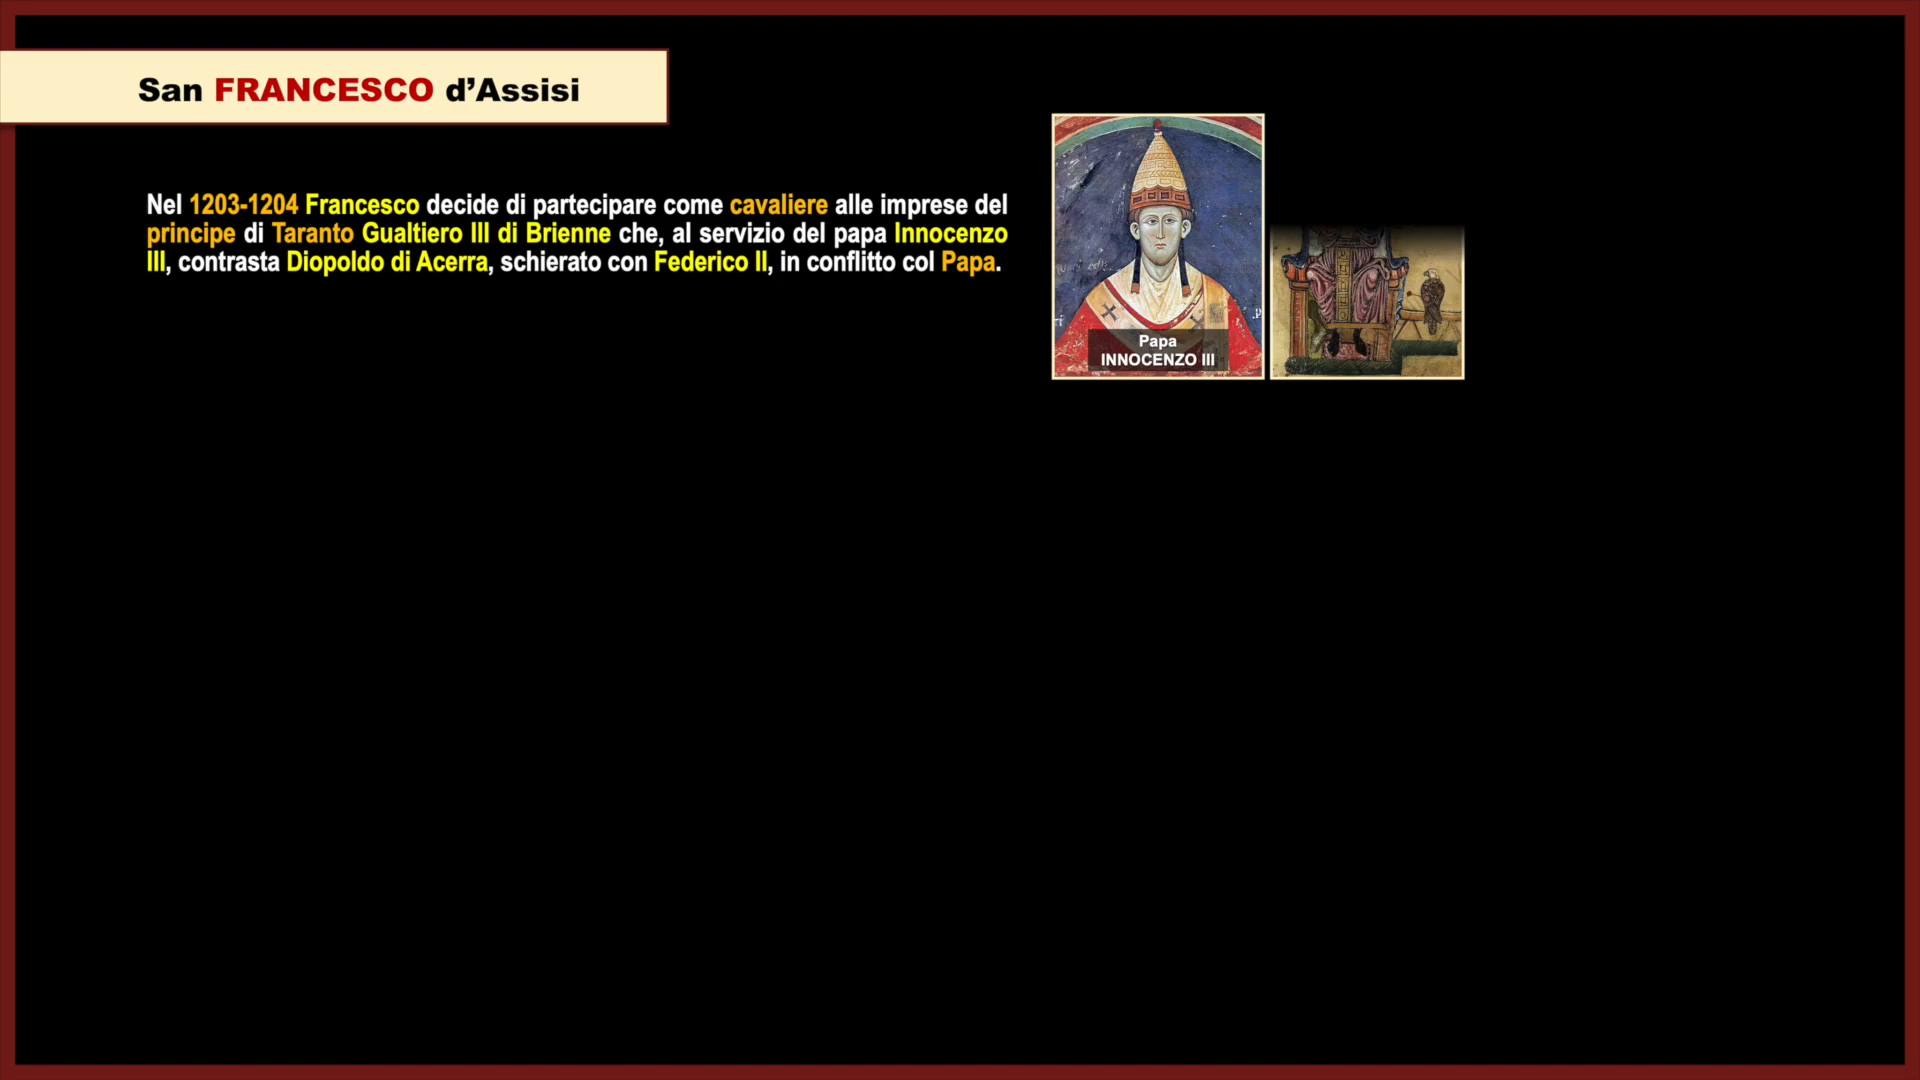 San FRANCESCO d’Assisi
Nel 1203-1204 Francesco decide di partecipare come cavaliere alle imprese del
principe di Taranto Gualtiero III di Brienne che, al servizio del papa Innocenzo
III, contrasta Diopoldo di Acerra, schierato con Federico II, in conflitto col Papa.
Papa
INNOCENZO III